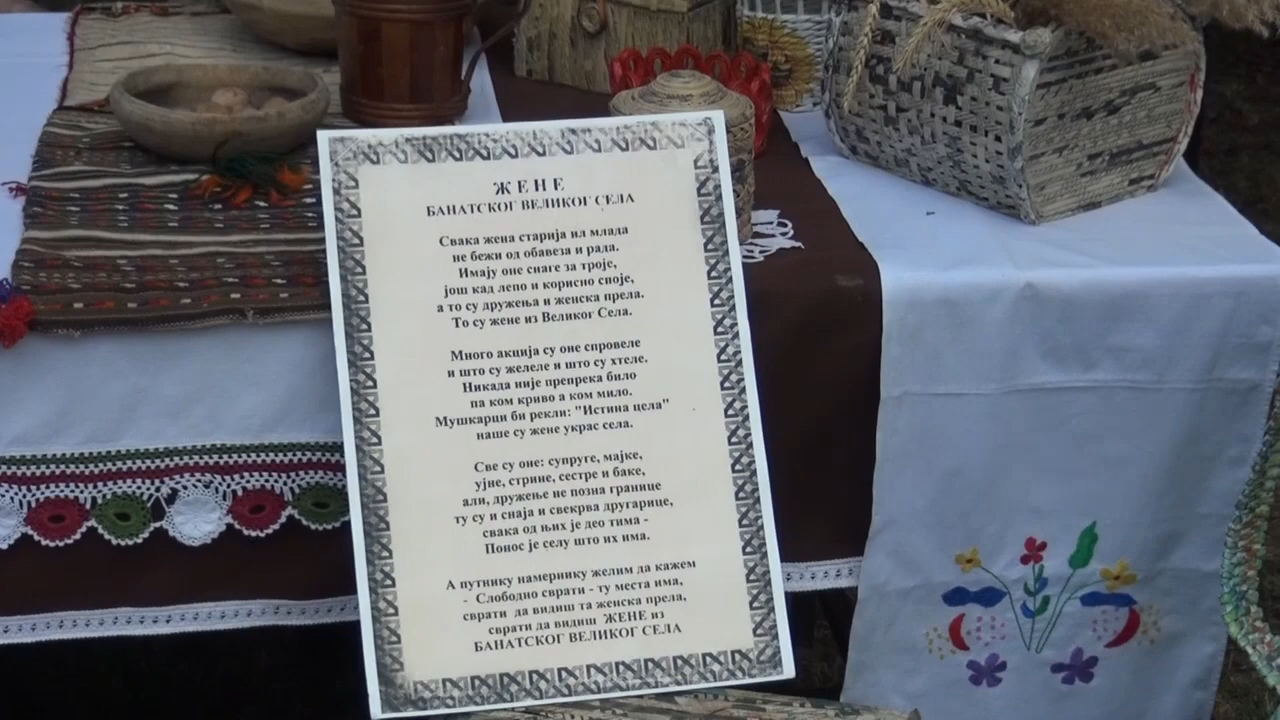 ЖЕНЕ
БАНАТСКОГ ВЕЛИКОГ СЕЛА
Свака жена старија ил млада
не бежи од обавеза и рада.
Имају оне снаге за троје,
још кад лепо и корисно споје,
а то су дружења и женска прела.
То су жене из Великог Села.
Много акција су оне спровеле
и што су желеле и што су хтеле.
Никада није препрека било
па ком криво а ком мило.
Мушкарци би рекли: "Истина цела"
наше су жене украс села.
Све су оне: супруге, мајке,
ујне, стрине, сестре и баке,
али, дружење не позна границе
ту су и снаја и свекрва другарице,
свака од њих је део тима -
Понос је селу што их има.
А путнику намернику желим да кажем
- Слободно сврати - ту места има,
сврати да видиш та женска прела,
сврати да видиш ЖЕНЕ из
БАНАТСКОГ ВЕЛИКОГ СЕЛА